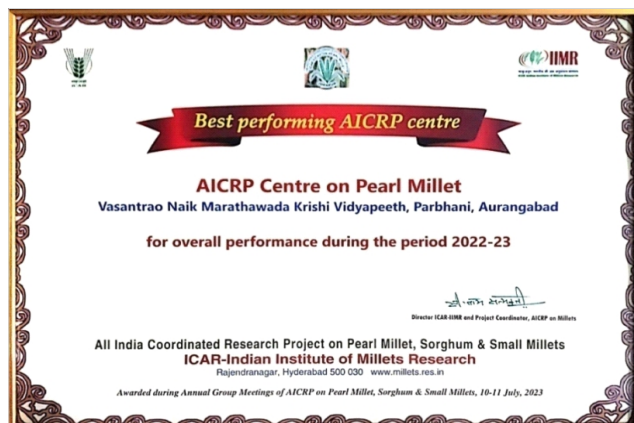 IIMR
Best performing AICRP centre
AICRP Centre on Pearl Millet
Vasantrao Naik Marathawada Krishi Vidyapeeth, Parbhani, Aurangabad
for overall performance during the period 2022-23
Director ICAR-IIMR and Project Coordinator, AICRP on Millets
All India Coordinated Research Project on Pearl Millet, Sorghum & Small Millets
ICAR-Indian Institute of Millets Research
Rajendranagar, Hyderabad 500 030 www.millets.res.in
Awarded during Annual Group Meetings of AICRP on Pearl Millet, Sorghum & Small Millets, 10-11 July, 2023